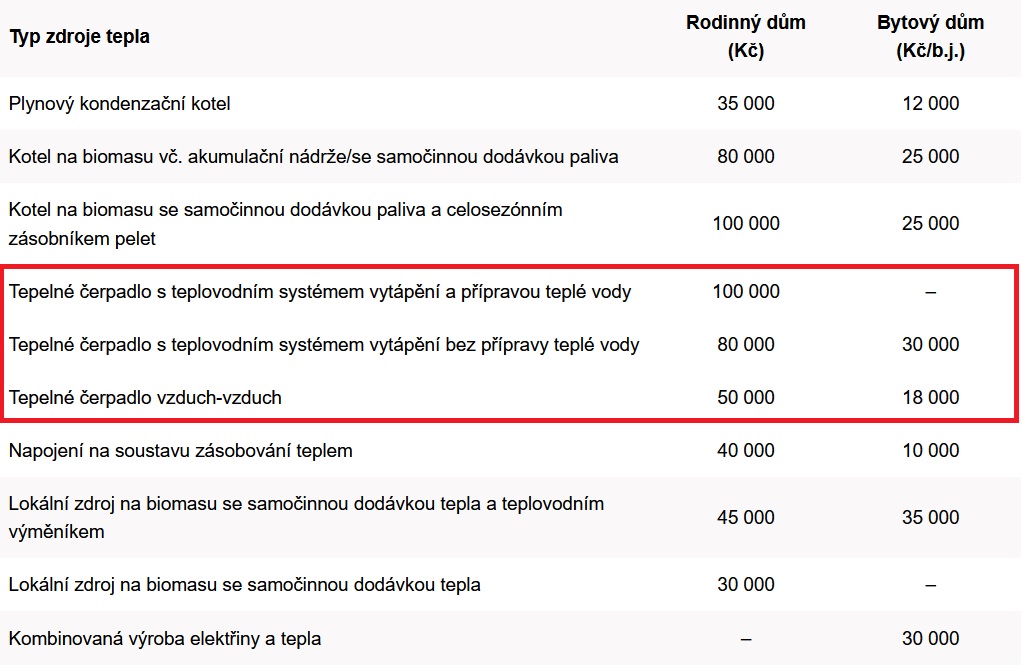 Typ zdroje tepla Rodinný dům (Kč) Bytový dům (Kč/b.j.)
Plynový kondenzační kotel 35 000 12 000
Kotel na biomasu vč. akumulační nádrže/se samočinnou dodávkou paliva 80 000 25 000
Kotel na biomasu se samočinnou dodávkou paliva a celosezónním
zásobníkem pelet 100 000 25 000
Tepelné čerpadlo s teplovodním systémem vytápění a přípravou teplé vody 100 000 –
Tepelné čerpadlo s teplovodním systémem vytápění bez přípravy teplé vody 80 000 30 000
Tepelné čerpadlo vzduch-vzduch 50 000 18 000
Napojení na soustavu zásobování teplem 40 000 10 000
Lokální zdroj na biomasu se samočinnou dodávkou tepla a teplovodním
výměníkem 45 000 35 000
Lokální zdroj na biomasu se samočinnou dodávkou tepla 30 000 –
Kombinovaná výroba elektřiny a tepla – 30 000